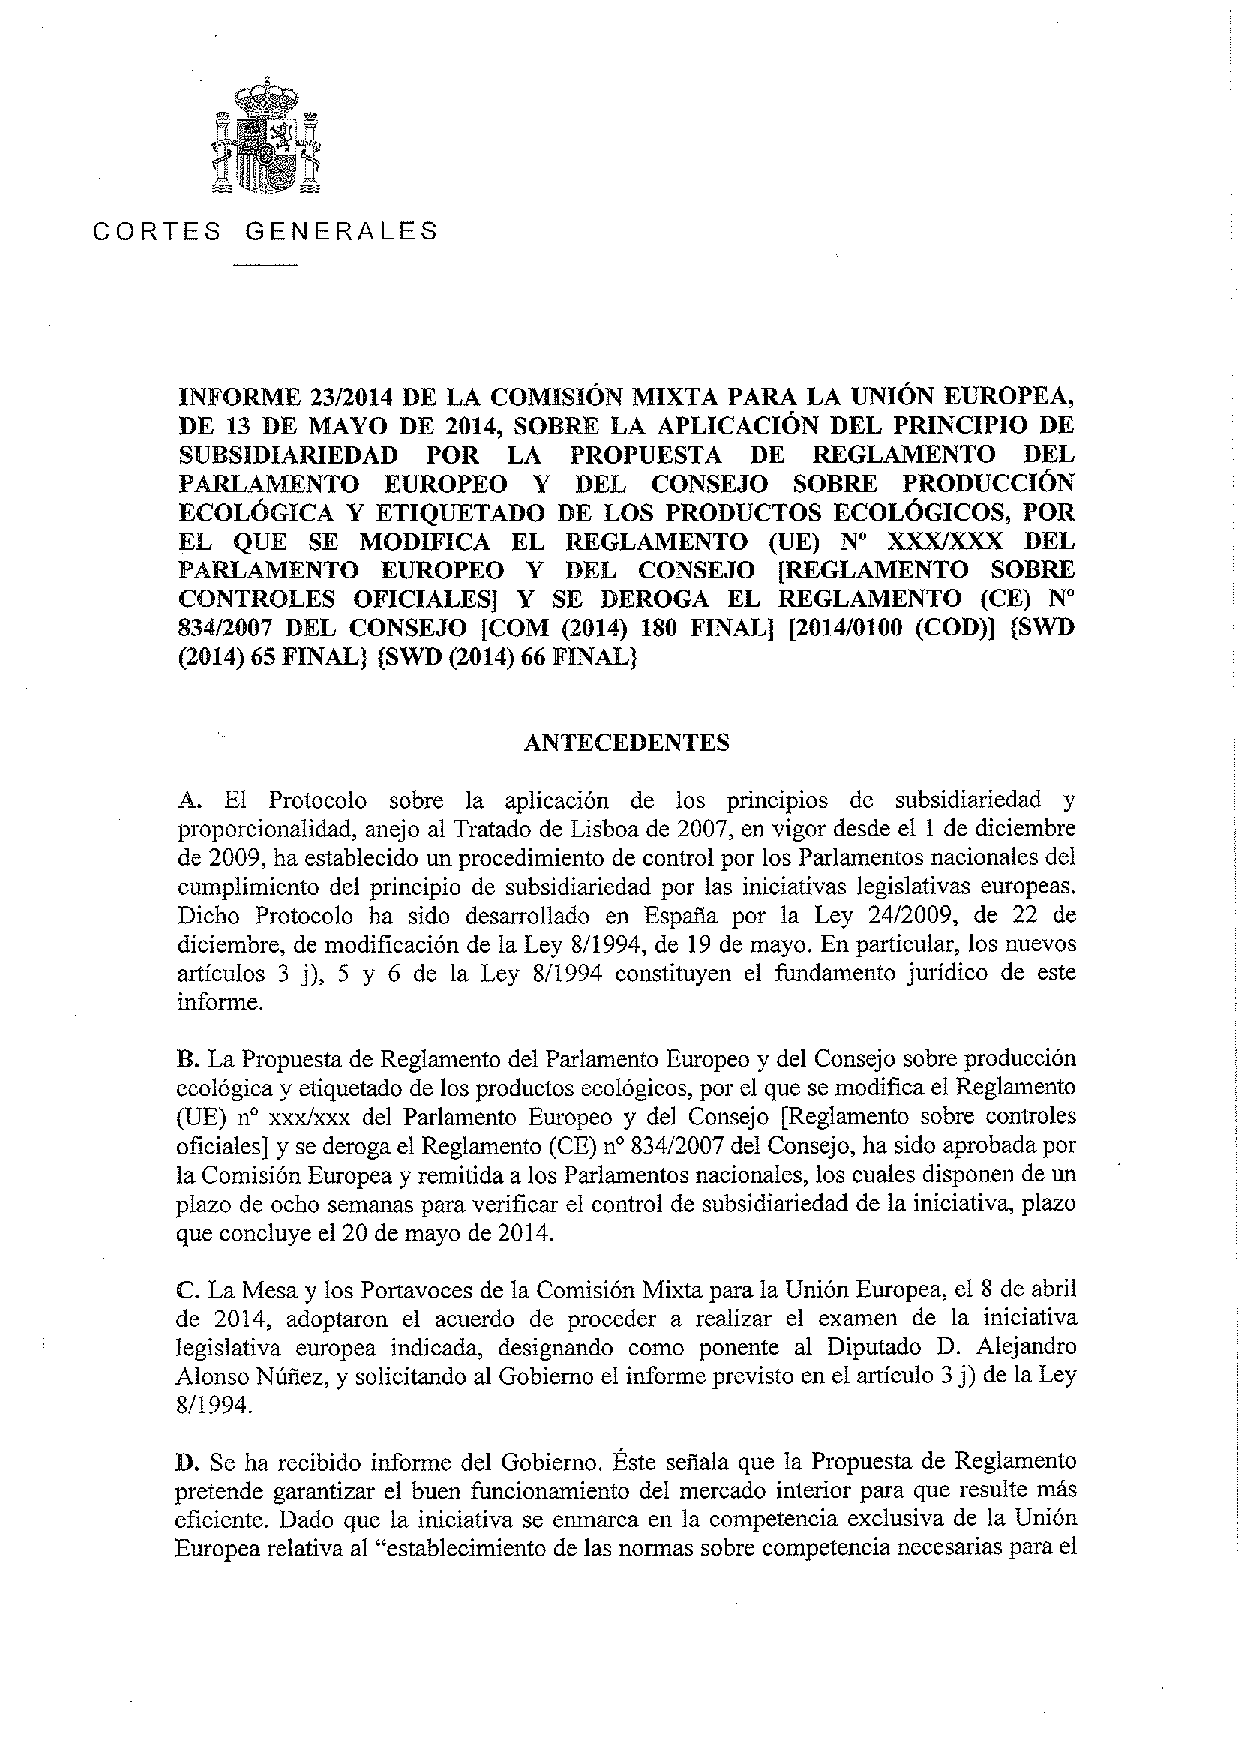 CORTES GENERALES
INFORME 23/2014 DE LA COMISIÓN MIXTA PARA LA UNIÓN EUROPEA,
DE 13 DE MAYO DE 2014, SOBRE LA APLICACIÓN DEL PRINCIPIO DE
SUBSIDIARIEDAD POR LA PROPUESTA DE REGLAMENTO DEL
PARLAMENTO EUROPEO Y DEL CONSEJO SOBRE PRODUCCIÓN
ECOLÓGICA Y ETIQUETADO DE LOS PRODUCTOS ECOLÓGICOS, POR
EL QUE SE MODIFICA EL REGLAMENTO (UE) Nº XXX/XXX DEL
PARLAMENTO EUROPEO Y DEL CONSEJO [REGLAMENTO SOBRE
CONTROLES OFICIALES] Y SE DEROGA EL REGLAMENTO (CE) Nº
834/2007 DEL CONSEJO [COM (2014) 180 FINAL] [2014/0100 (COD)] {SWD
(2014) 65 FINAL} {SWD (2014) 66 FINAL}
ANTECEDENTES
A. El Protocolo sobre la aplicación de los principios de subsidiariedad y
proporcionalidad, anejo al Tratado de Lisboa de 2007, en vigor desde el 1 de diciembre
de 2009, ha establecido un procedimiento de control por los Parlamentos nacionales del
cumplimiento del principio de subsidiariedad por las iniciativas legislativas europeas.
Dicho Protocolo ha sido desarrollado en España por la Ley 24/2009, de 22 de
diciembre, de modificación de la Ley 8/1994, de 19 de mayo. En particular, los nuevos
artículos 3 j), 5 y 6 de la Ley 8/1994 constituyen el fundamento jurídico de este
informe.
B. La Propuesta de Reglamento del Parlamento Europeo y del Consejo sobre producción
ecológica y etiquetado de los productos ecológicos, por el que se modifica el Reglamento
(UE) nº xxx/xxx del Parlamento Europeo y del Consejo [Reglamento sobre controles
oficiales] y se deroga el Reglamento (CE) nº 834/2007 del Consejo, ha sido aprobada por
la Comisión Europea y remitida a los Parlamentos nacionales, los cuales disponen de un
plazo de ocho semanas para verificar el control de subsidiariedad de la iniciativa, plazo
que concluye el 20 de mayo de 2014.
C. La Mesa y los Portavoces de la Comisión Mixta para la Unión Europea, el 8 de abril
de 2014, adoptaron el acuerdo de proceder a realizar el examen de la iniciativa
legislativa europea indicada, designando como ponente al Diputado D. Alejandro
Alonso Núñez, y solicitando al Gobierno el informe previsto en el artículo 3 j) de la Ley
8/1994.
D. Se ha recibido informe del Gobierno. Éste señala que la Propuesta de Reglamento
pretende garantizar el buen funcionamiento del mercado interior para que resulte más
eficiente. Dado que la iniciativa se enmarca en la competencia exclusiva de la Unión
Europea relativa al “establecimiento de las normas sobre competencia necesarias para el